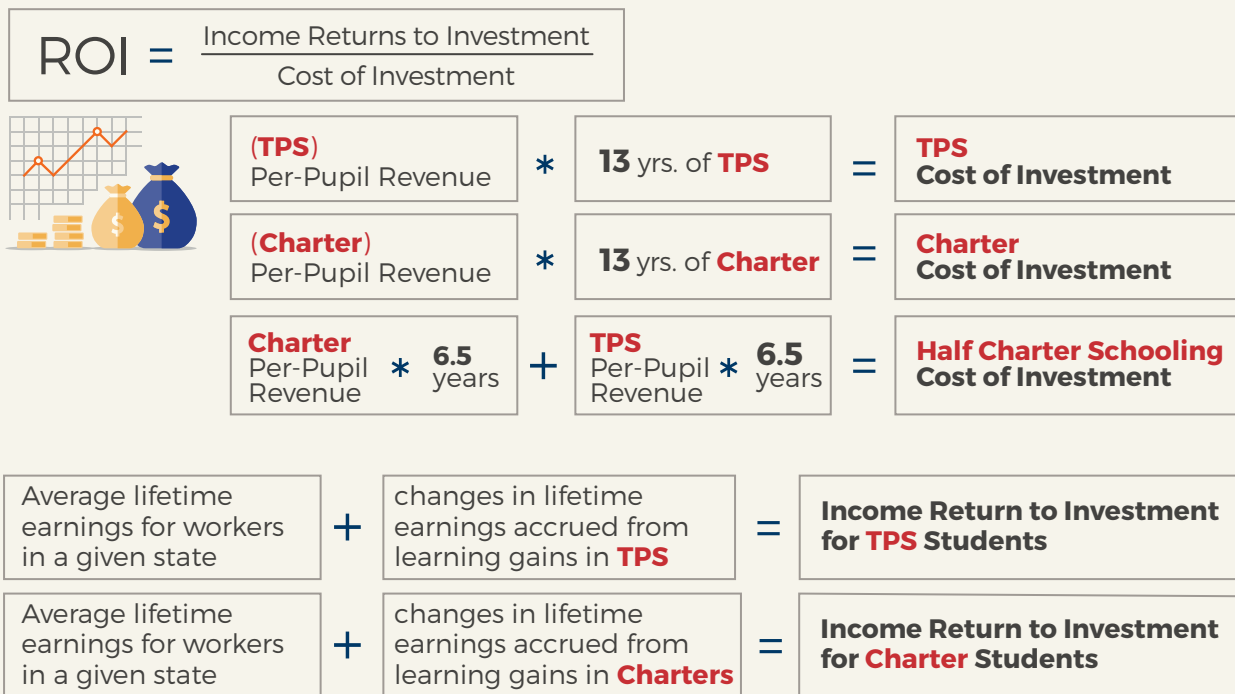 ROI = Income Returns to Investment
Cost of Investment
(TPS)
Per-Pupil Revenue
*
13 yrs. of TPS
=
TPS
Cost of Investment
(Charter)
Per-Pupil Revenue
*
13 yrs. of Charter
=
Charter
Cost of Investment
Charter
Per-Pupil
Revenue
*
6.5
years
+
TPS
Per-Pupil
Revenue
*
6.5
years
=
Half Charter Schooling
Cost of Investment
Average lifetime
earnings for workers
in a given state
+
changes in lifetime
earnings accrued from
learning gains in TPS
=
Income Return to Investment
for TPS Students
Average lifetime
earnings for workers
in a given state
+
changes in lifetime
earnings accrued from
learning gains in Charters
=
Income Return to Investment
for Charter Students
$
$